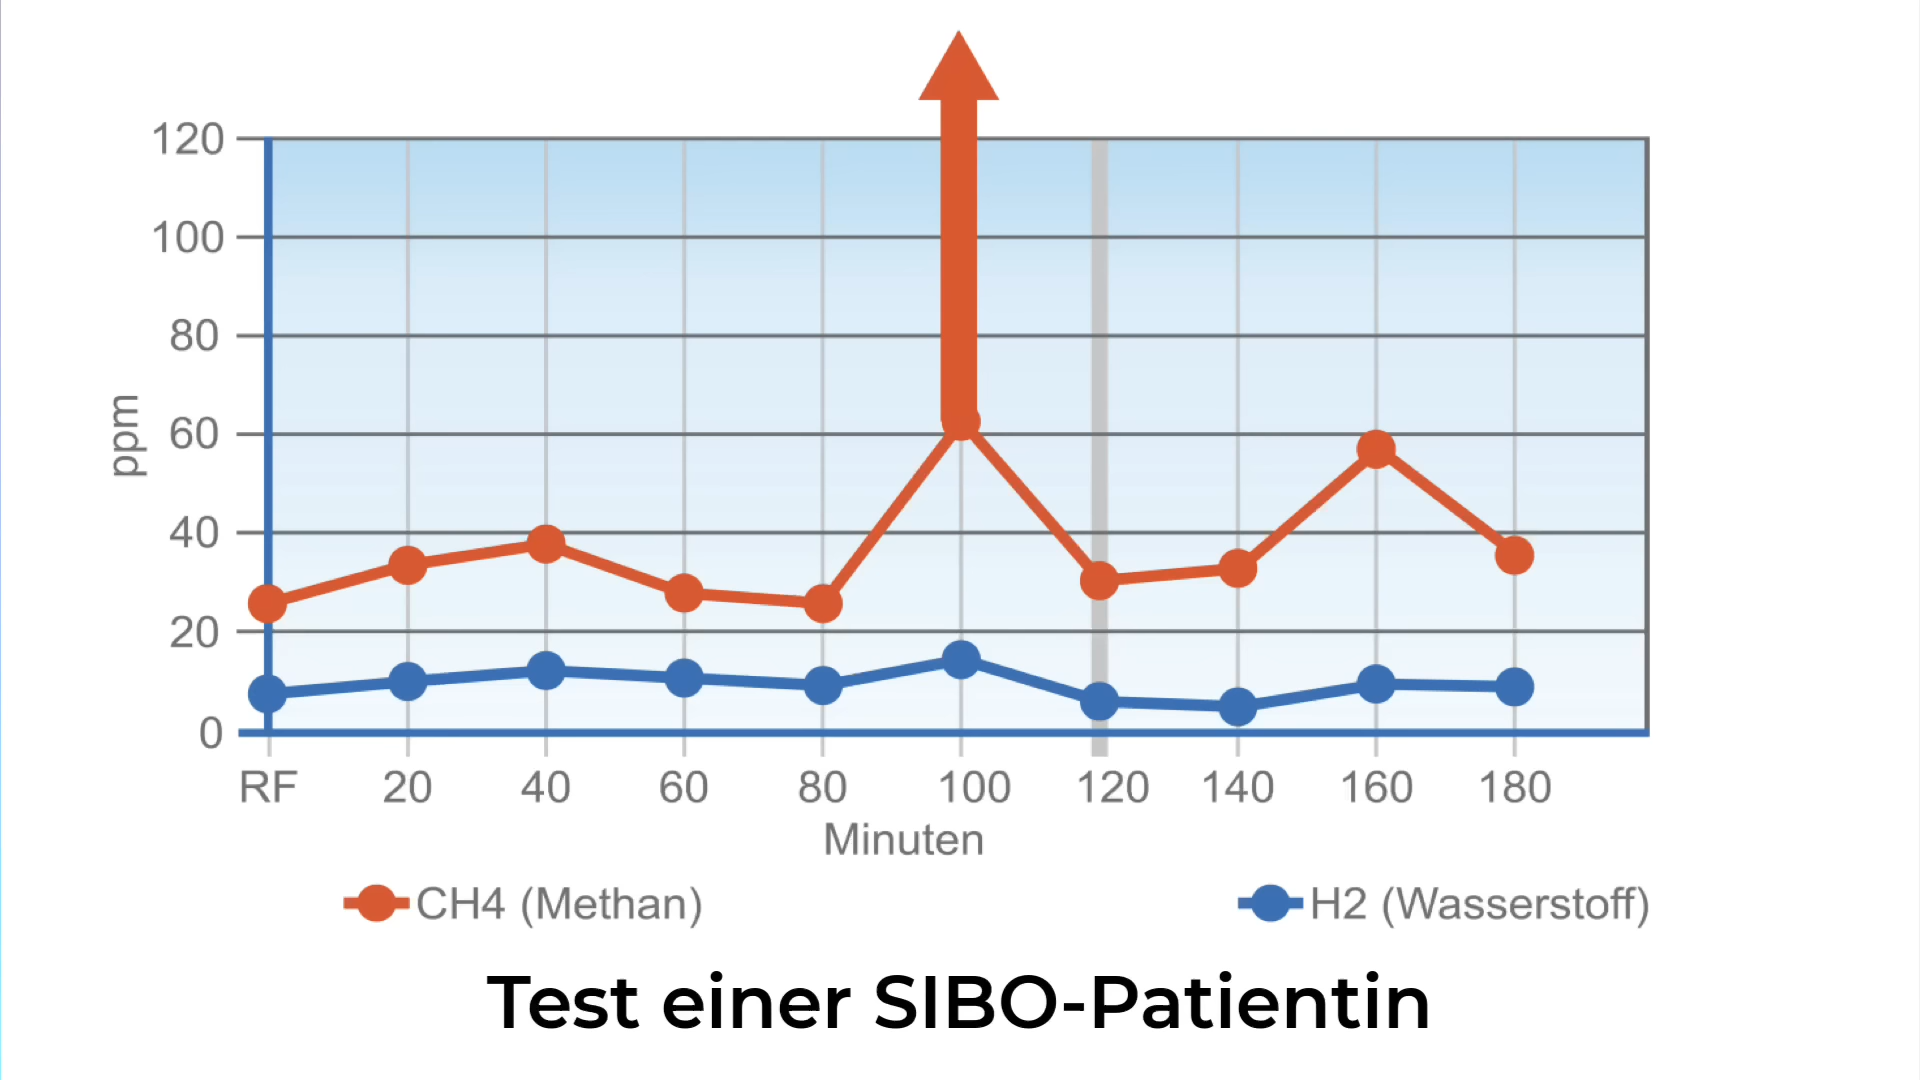 120
100
80
60
40
20
0
ppm
RF 20 40 60 80 100 120 140 160 180
Minuten
CH4 (Methan) H2 (Wasserstoff)
Test einer SIBO-Patientin